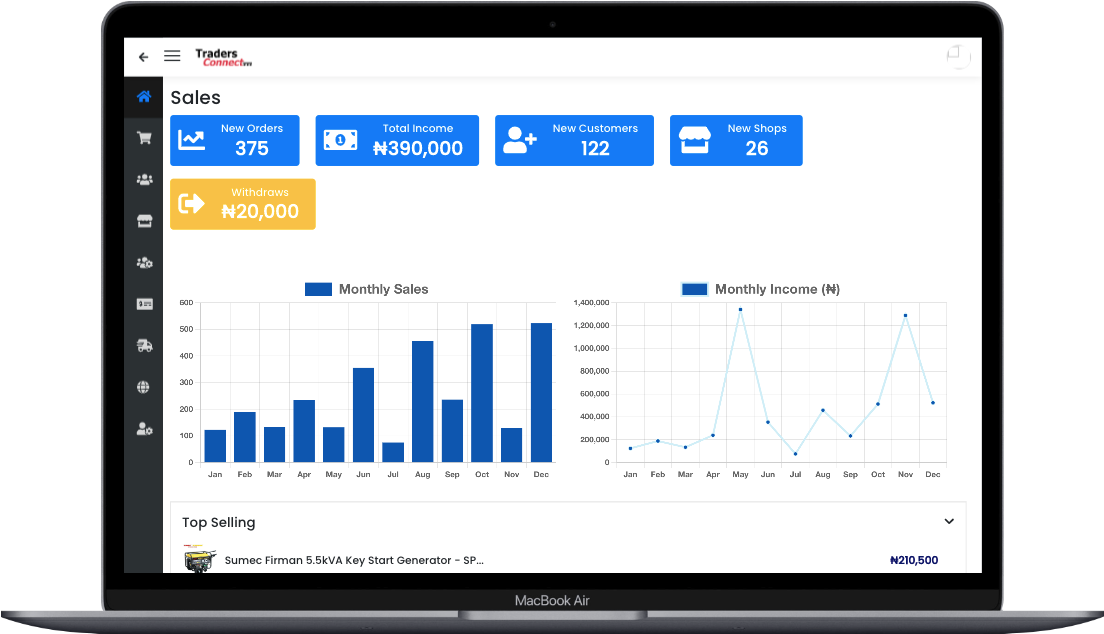 Traders
Connect
Sales
New Orders
375
Total Income
₦390,000
New Customers
122
New Shops
26
Withdraws
₦20,000
Monthly Sales
600
500
400
300
200
100
0
Jan Feb Mar Apr May Jun Jul Aug Sep Oct Nov Dec
Monthly Income (₦)
1,400,000
1,200,000
1,000,000
800,000
600,000
400,000
200,000
0
Jan Feb Mar Apr May Jun Jul Aug Sep Oct Nov Dec
Top Selling
Sumec Firman 5.5kVA Key Start Generator - SP...
₦210,500
MacBook Air